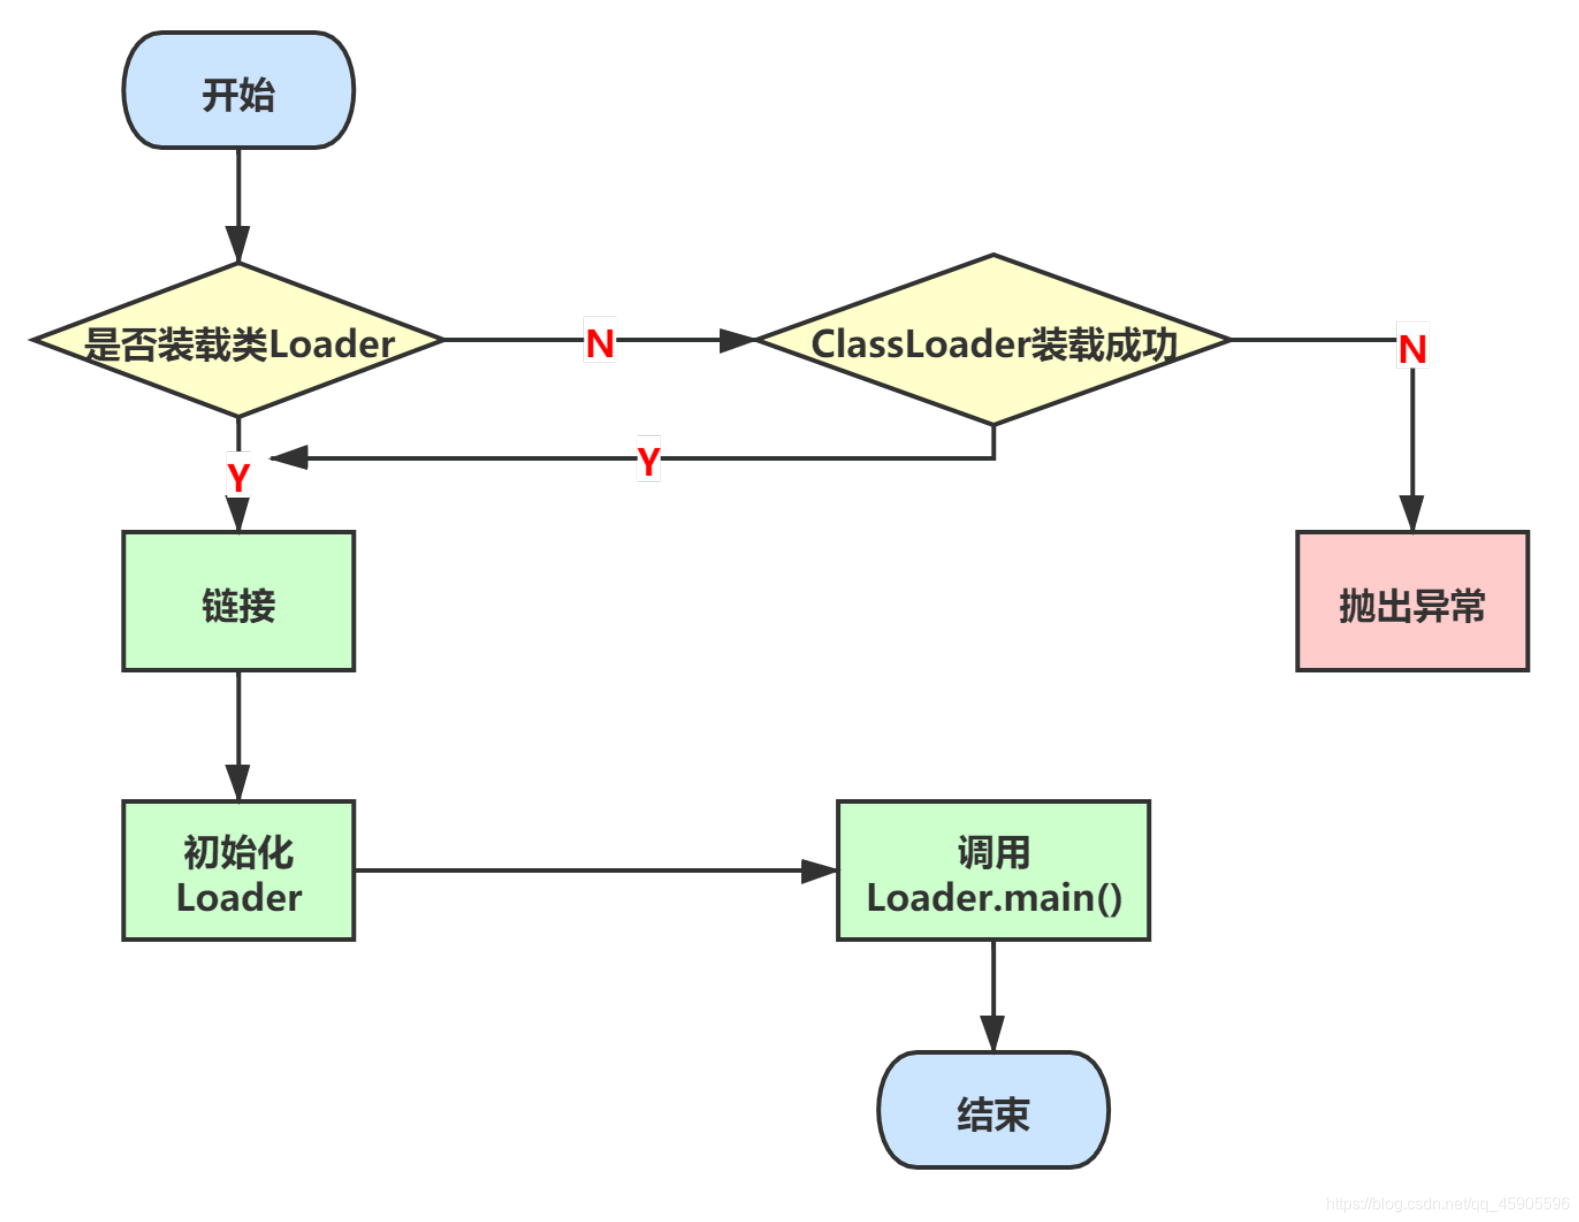 开始
是否装载类Loader
N
ClassLoader装载成功
N
Y
Y
链接
抛出异常
初始化
Loader
调用
Loader.main()
结束
https://blog.csdn.net/qq_45905596